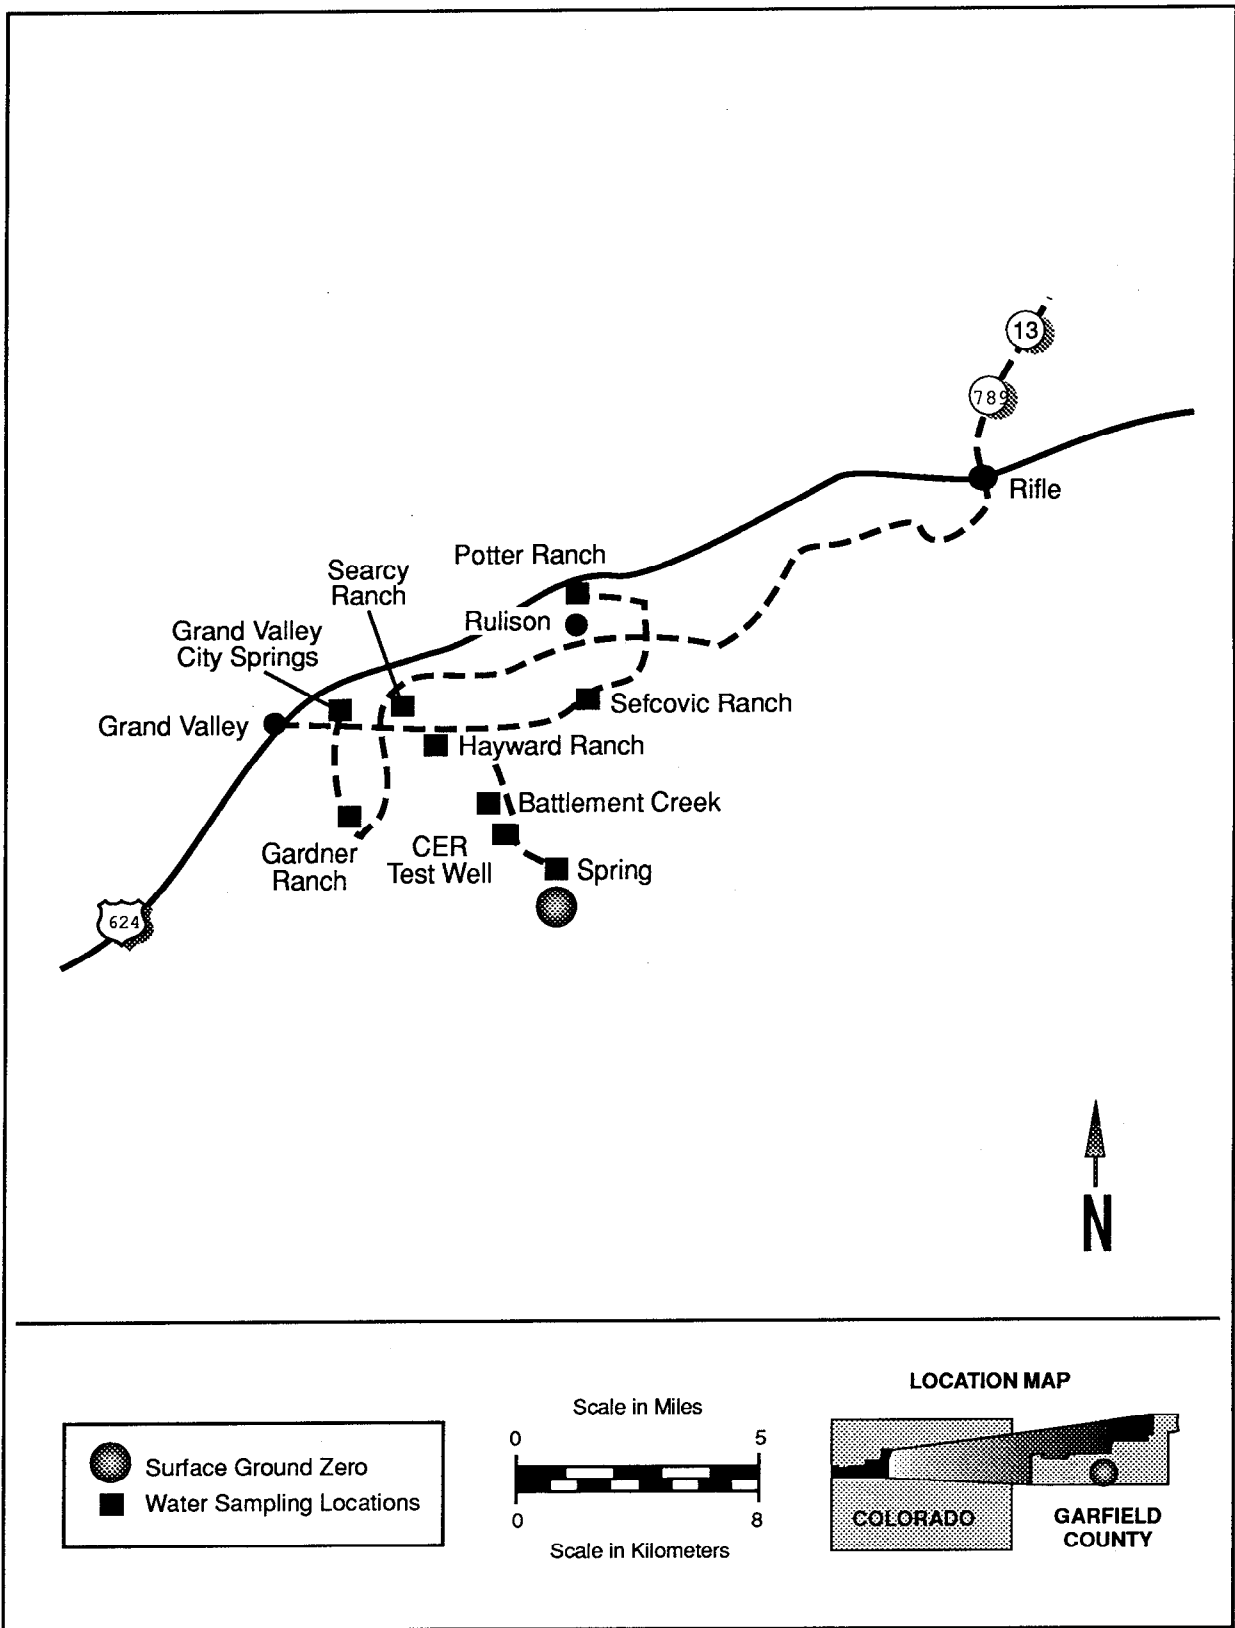 13
789
Rifle
Potter Ranch
Searcy
Ranch
Rulison
Grand Valley
City Springs
Sefcovic Ranch
Grand Valley
Hayward Ranch
Battlement Creek
CER
Test Well
Gardner
Ranch
Spring
624
N
LOCATION MAP
Scale in Miles
0 5
Surface Ground Zero
Water Sampling Locations
0 8
Scale in Kilometers
COLORADO
GARFIELD
COUNTY